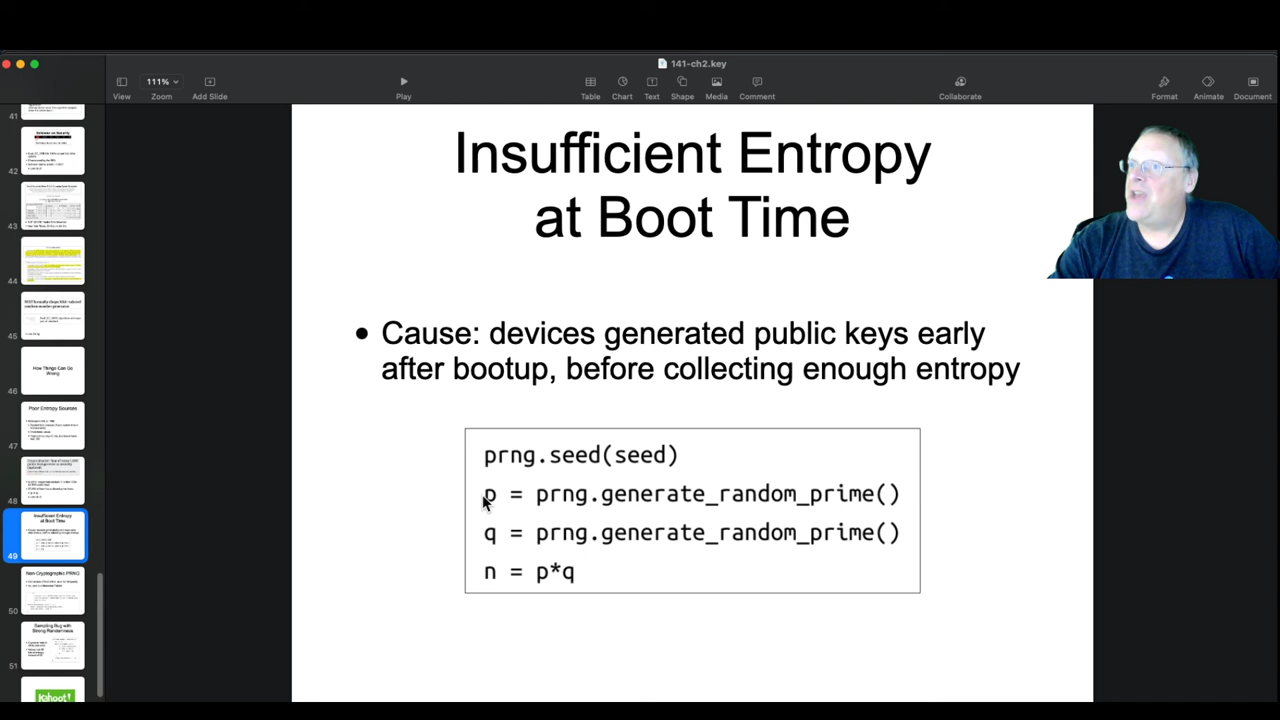 141-ch2.key
111%
View
Zoom
Add Slide
Play
Table
Chart
Text
Shape
Media
Comment
Collaborate
Format
Animate
Document
41
42
43
44
45
46
How Things Can Go
Wrong
47
Poor Entropy Sources
48
49
Insufficient Entropy
at Boot Time
50
Non-Cryptographic PRNG
51
Sampling Bug with
Strong Randomness
Kahoot!
Insufficient Entropy
at Boot Time
• Cause: devices generated public keys early
after bootup, before collecting enough entropy
prng.seed(seed)
p = prng.generate_random_prime()
q = prng.generate_random_prime()
n = p*q